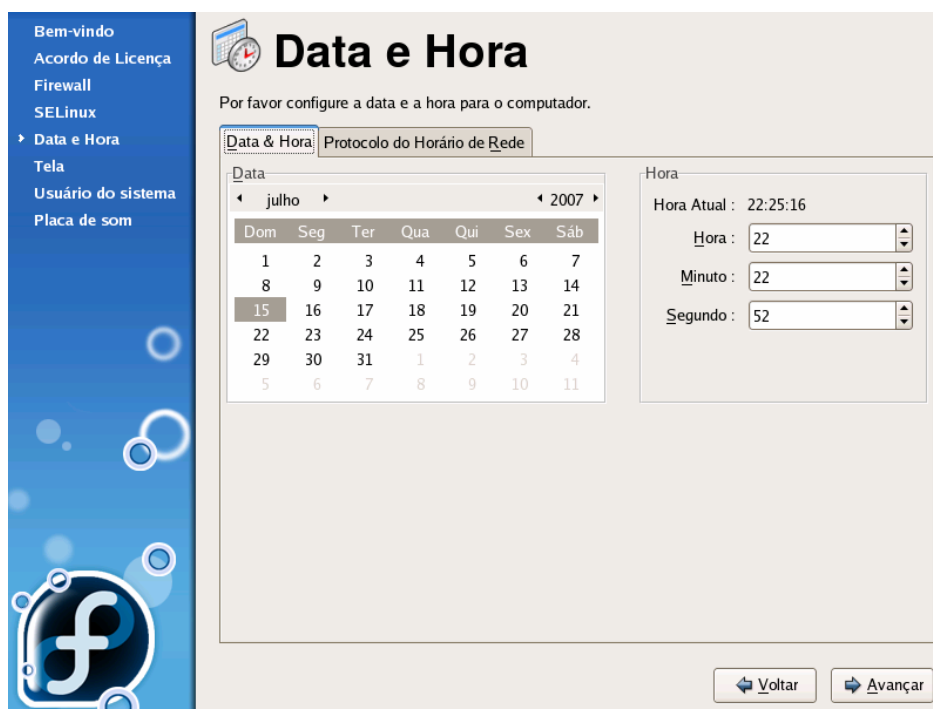 Bem-vindo
Acordo de Licença
Firewall
SELinux
Data e Hora
Tela
Usuário do sistema
Placa de som
Data e Hora
Por favor configure a data e a hora para o computador.
Data & Hora Protocolo do Horário de Rede
Data
julho 2007
Dom Seg Ter Qua Qui Sex Sáb
1 2 3 4 5 6 7
8 9 10 11 12 13 14
15 16 17 18 19 20 21
22 23 24 25 26 27 28
29 30 31 1 2 3 4
5 6 7 8 9 10 11
Hora
Hora Atual : 22:25:16
Hora : 22
Minuto : 22
Segundo : 52
Voltar Avançar